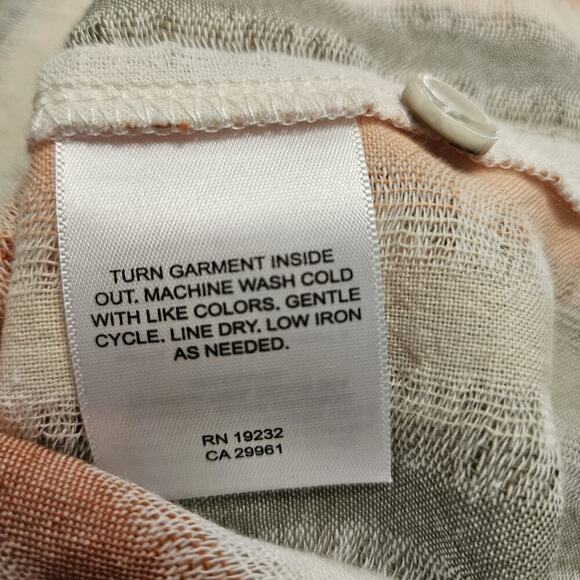 TURN GARMENT INSIDE
OUT. MACHINE WASH COLD
WITH LIKE COLORS. GENTLE
CYCLE. LINE DRY. LOW IRON
AS NEEDED.
RN 19232
CA 29961